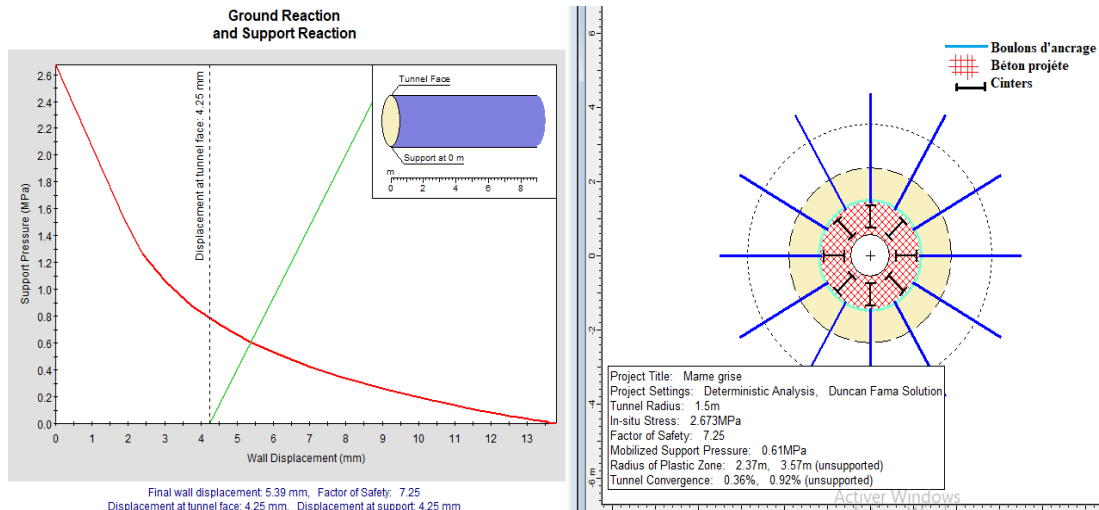 Ground Reaction
and Support Reaction
2.6
2.4
2.2
2.0
1.8
1.6
1.4
1.2
1.0
0.8
0.6
0.4
0.2
0.0
Support Pressure (MPa)
Displacement at tunnel face: 4.25 mm
Tunnel Face
Support at 0 m
m
0 2 4 6 8
0 1 2 3 4 5 6 7 8 9 10 11 12 13
Wall Displacement (mm)
Final wall displacement: 5.39 mm, Factor of Safety: 7.25
Displacement at tunnel face: 4.25 mm, Displacement at support: 4.25 mm
6
4
2
0
-2
-4
-6
m
Boulons d'ancrage
Béton projéte
Cinters
Project Title: Marne grise
Project Settings: Deterministic Analysis, Duncan Fama Solution
Tunnel Radius: 1.5m
In-situ Stress: 2.673MPa
Factor of Safety: 7.25
Mobilized Support Pressure: 0.61MPa
Radius of Plastic Zone: 2.37m, 3.57m (unsupported)
Tunnel Convergence: 0.36%, 0.92% (unsupported)
Activer Windows